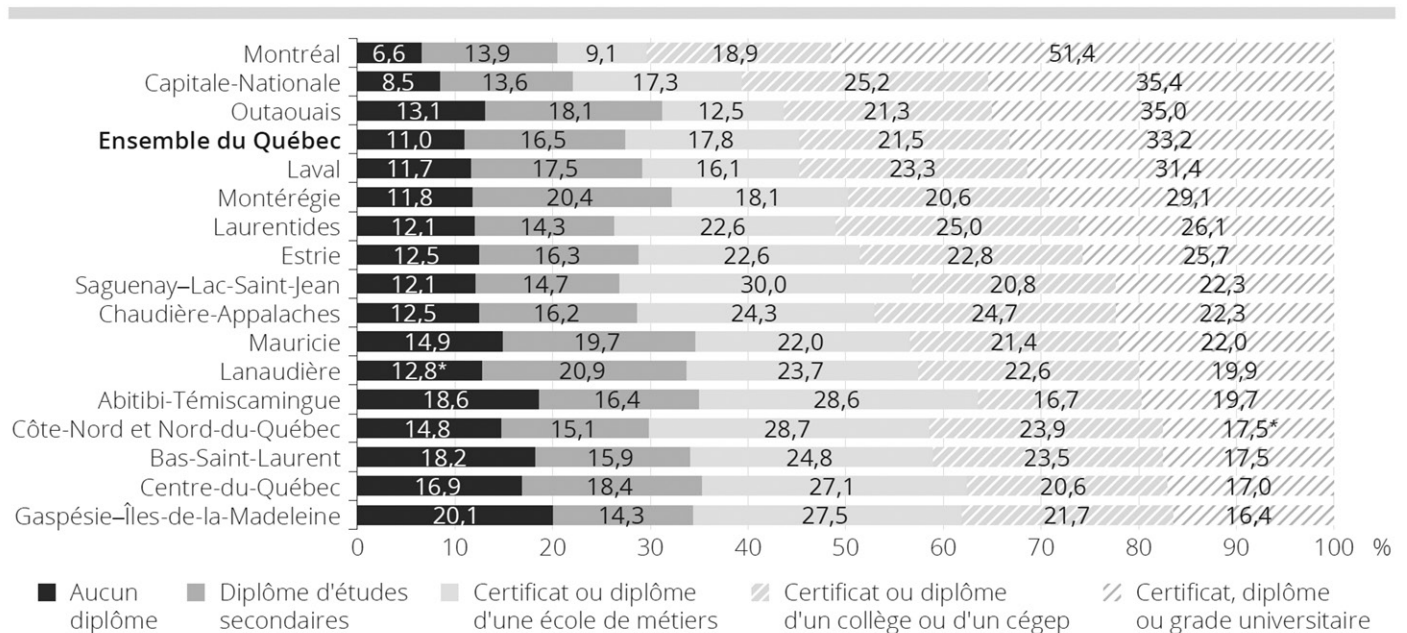 Montréal 6,6 13,9 9,1 18,9 51,4
Capitale-Nationale 8,5 13,6 17,3 25,2 35,4
Outaouais 13,1 18,1 12,5 21,3 35,0
Ensemble du Québec 11,0 16,5 17,8 21,5 33,2
Laval 11,7 17,5 16,1 23,3 31,4
Montérégie 11,8 20,4 18,1 20,6 29,1
Laurentides 12,1 14,3 22,6 25,0 26,1
Estrie 12,5 16,3 22,6 22,8 25,7
Saguenay–Lac-Saint-Jean 12,1 14,7 30,0 20,8 22,3
Chaudière-Appalaches 12,5 16,2 24,3 24,7 22,3
Mauricie 14,9 19,7 22,0 21,4 22,0
Lanaudière 12,8* 20,9 23,7 22,6 19,9
Abitibi-Témiscamingue 18,6 16,4 28,6 16,7 19,7
Côte-Nord et Nord-du-Québec 14,8 15,1 28,7 23,9 17,5*
Bas-Saint-Laurent 18,2 15,9 24,8 23,5 17,5
Centre-du-Québec 16,9 18,4 27,1 20,6 17,0
Gaspésie–Îles-de-la-Madeleine 20,1 14,3 27,5 21,7 16,4
0 10 20 30 40 50 60 70 80 90 100 %
Aucun
diplôme
Diplôme d'études
secondaires
Certificat ou diplôme
d'une école de métiers
Certificat ou diplôme
d'un collège ou d'un cégep
Certificat, diplôme
ou grade universitaire